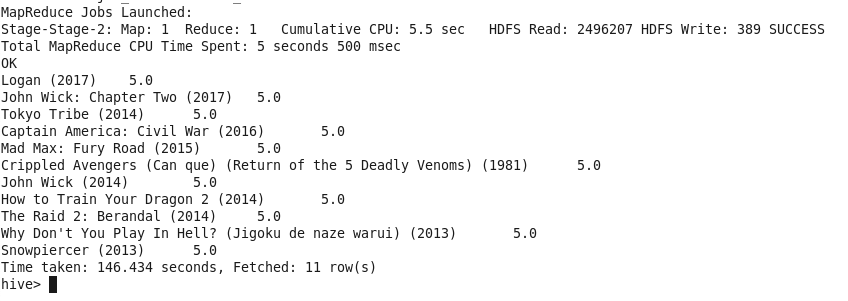 MapReduce Jobs Launched:
Stage-Stage-2: Map: 1  Reduce: 1   Cumulative CPU: 5.5 sec   HDFS Read: 2496207 HDFS Write: 389 SUCCESS
Total MapReduce CPU Time Spent: 5 seconds 500 msec
OK
Logan (2017)    5.0
John Wick: Chapter Two (2017)   5.0
Tokyo Tribe (2014)      5.0
Captain America: Civil War (2016)       5.0
Mad Max: Fury Road (2015)       5.0
Crippled Avengers (Can que) (Return of the 5 Deadly Venoms) (1981)      5.0
John Wick (2014)        5.0
How to Train Your Dragon 2 (2014)       5.0
The Raid 2: Berandal (2014)     5.0
Why Don't You Play In Hell? (Jigoku de naze warui) (2013)       5.0
Snowpiercer (2013)      5.0
Time taken: 146.434 seconds, Fetched: 11 row(s)
hive>